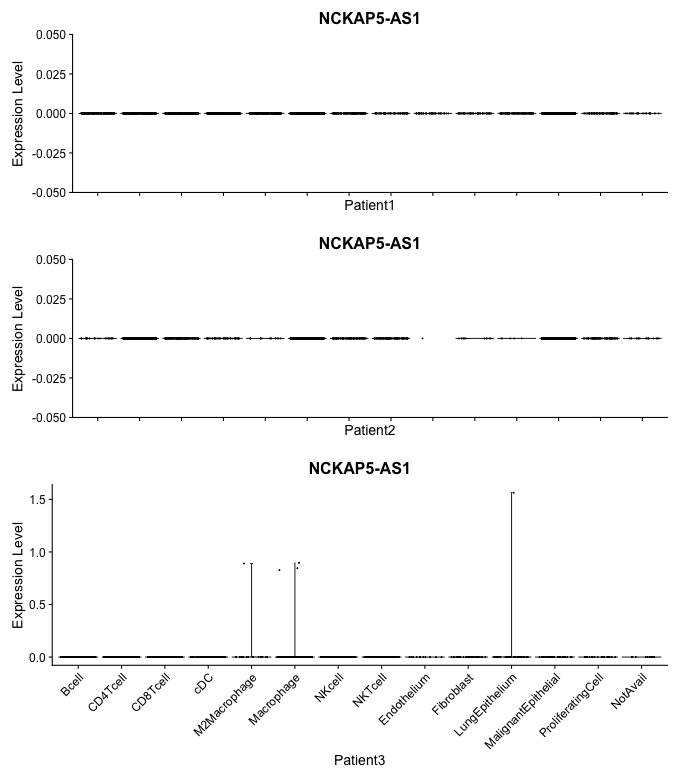 NCKAP5-AS1
Expression Level
0.050
0.025
0.000
-0.025
-0.050
Patient1
NCKAP5-AS1
Expression Level
0.050
0.025
0.000
-0.025
-0.050
Patient2
NCKAP5-AS1
Expression Level
1.5
1.0
0.5
0.0
Bcell
CD4Tcell
CD8Tcell
cDC
M2Macrophage
Macrophage
NKcell
NKTcell
Endothelium
Fibroblast
LungEpithelium
MalignantEpithelial
ProliferatingCell
NotAvail
Patient3